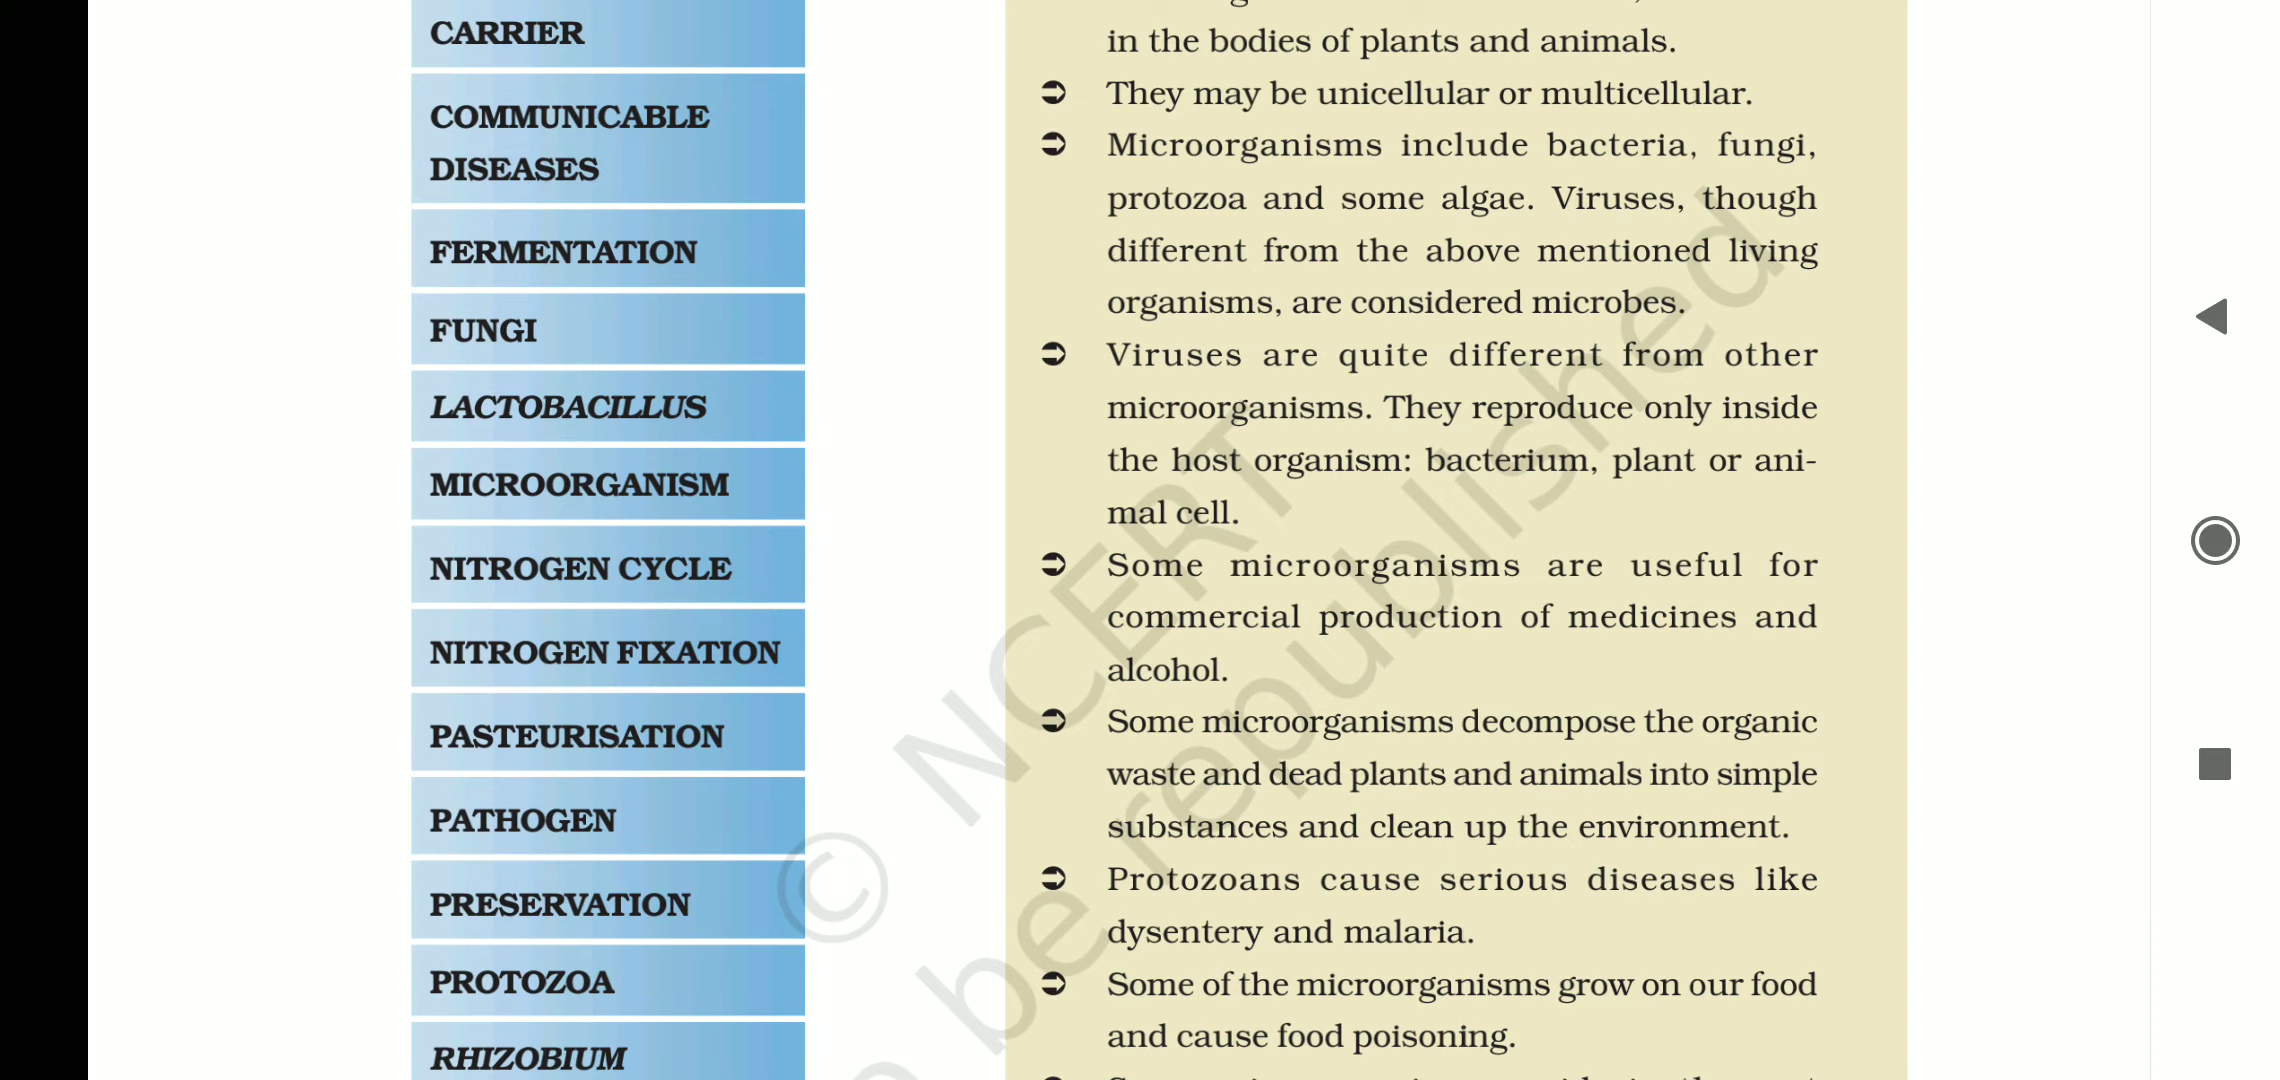 CARRIER
COMMUNICABLE
DISEASES
FERMENTATION
FUNGI
LACTOBACILLUS
MICROORGANISM
NITROGEN CYCLE
NITROGEN FIXATION
PASTEURISATION
PATHOGEN
PRESERVATION
PROTOZOA
RHIZOBIUM
in the bodies of plants and animals.
They may be unicellular or multicellular.
Microorganisms include bacteria, fungi,
protozoa and some algae. Viruses, though
different from the above mentioned living
organisms, are considered microbes.
Viruses are quite different from other
microorganisms. They reproduce only inside
the host organism: bacterium, plant or ani-
mal cell.
Some microorganisms are useful for
commercial production of medicines and
alcohol.
Some microorganisms decompose the organic
waste and dead plants and animals into simple
substances and clean up the environment.
Protozoans cause serious diseases like
dysentery and malaria.
Some of the microorganisms grow on our food
and cause food poisoning.
© NCERT
be republished